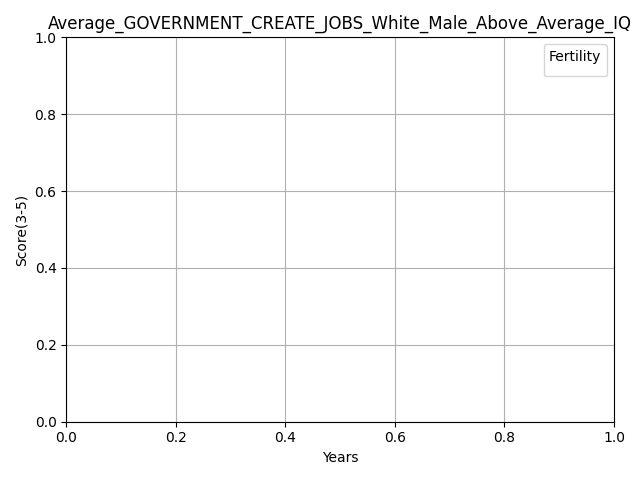 Average_GOVERNMENT_CREATE_JOBS_White_Male_Above_Average_IQ
Fertility
1.0
0.8
0.6
0.4
0.2
0.0
Score(3-5)
0.0 0.2 0.4 0.6 0.8 1.0
Years